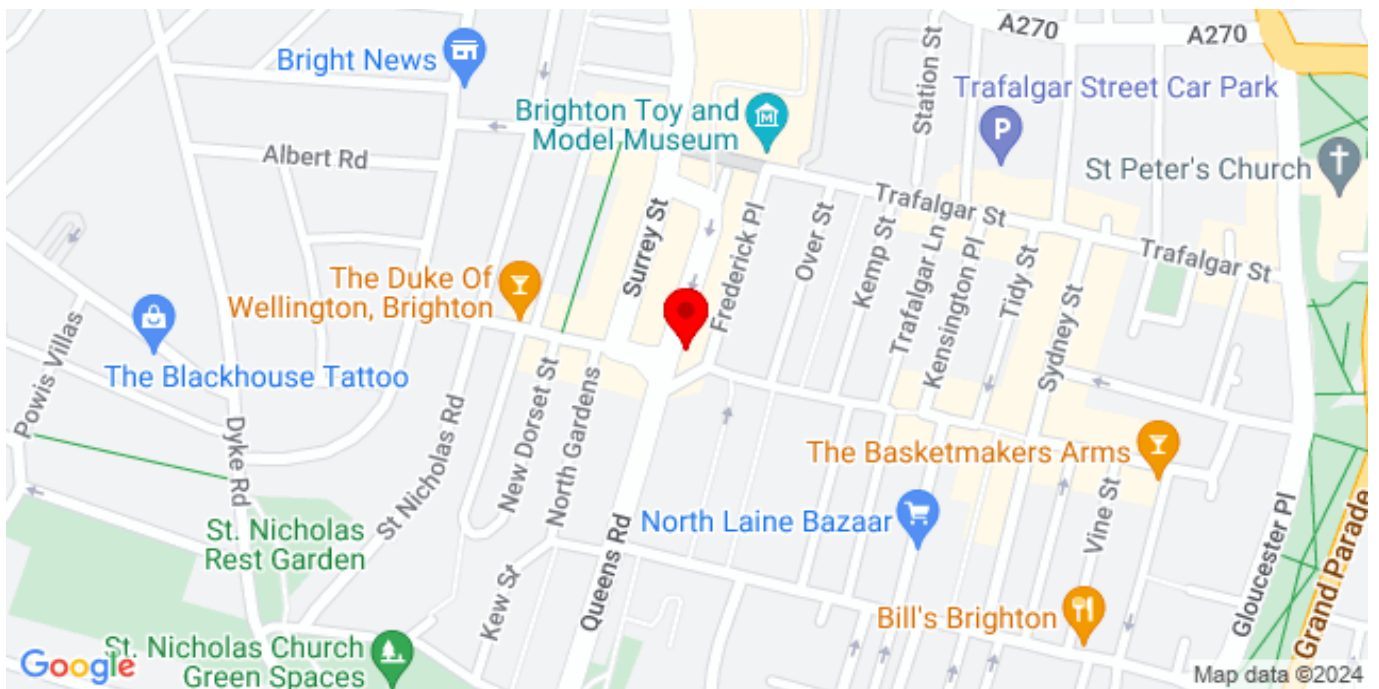 A270
A270
Station St
Bright News
Trafalgar Street Car Park
P
Brighton Toy and
Model Museum
M
Albert Rd
St Peter's Church
Trafalgar St
Surrey St
Frederick Pl
Over St
Kemp St
Trafalgar Ln
Kensington Pl
Tidy St
Sydney St
Trafalgar St
The Duke Of
Wellington, Brighton
Powis Villas
The Blackhouse Tattoo
Dyke Rd
St Nicholas Rd
New Dorset St
North Gardens
The Basketmakers Arms
North Laine Bazaar
Vine St
Gloucester Pl
Grand Parade
St. Nicholas
Rest Garden
Kew St
Queens Rd
Bill's Brighton
St. Nicholas Church
Green Spaces
Google
Map data ©2024